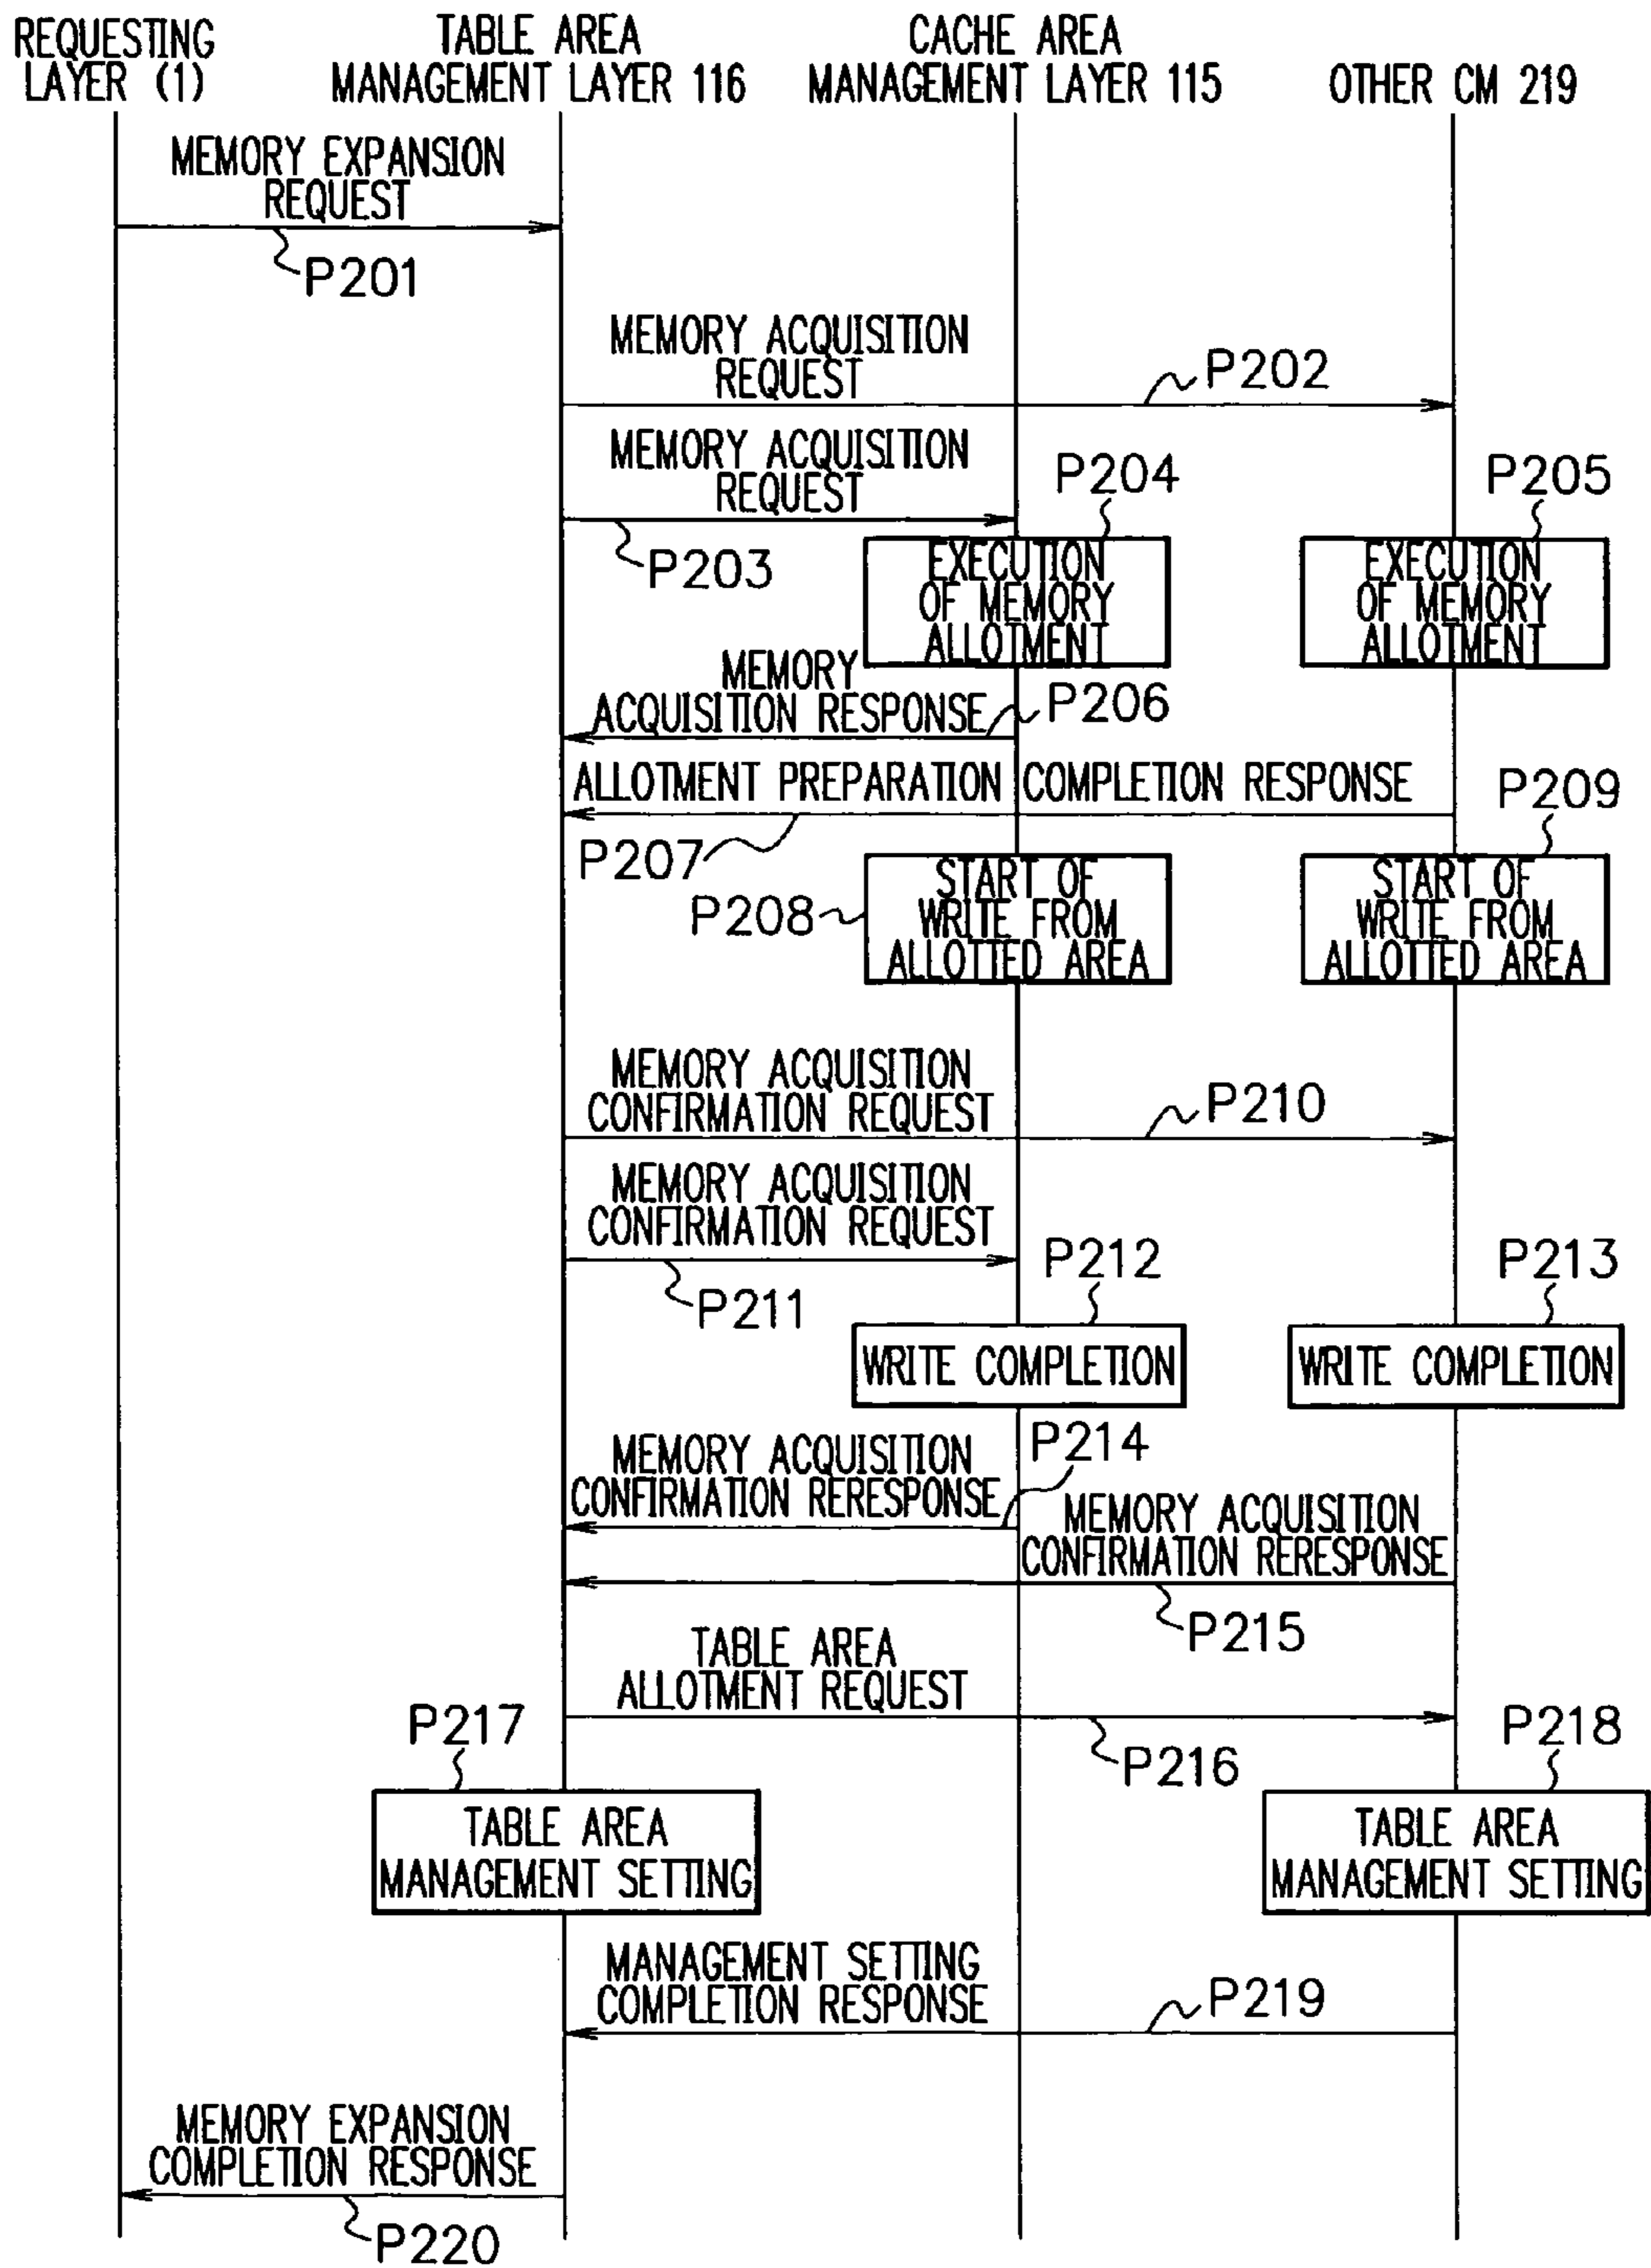 REQUESTING
LAYER (1)
TABLE AREA
MANAGEMENT LAYER 116
CACHE AREA
MANAGEMENT LAYER 115
OTHER CM 219
MEMORY EXPANSION
REQUEST
P201
MEMORY ACQUISITION
REQUEST
P202
MEMORY ACQUISITION
REQUEST
P203
P204
P205
EXECUTION
OF MEMORY
ALLOTMENT
EXECUTION
OF MEMORY
ALLOTMENT
MEMORY
ACQUISITION RESPONSE
P206
ALLOTMENT PREPARATION COMPLETION RESPONSE
P207
P209
P208
START OF
WRITE FROM
ALLOTTED AREA
START OF
WRITE FROM
ALLOTTED AREA
MEMORY ACQUISITION
CONFIRMATION REQUEST
P210
MEMORY ACQUISITION
CONFIRMATION REQUEST
P211
P212
P213
WRITE COMPLETION
WRITE COMPLETION
P214
MEMORY ACQUISITION
CONFIRMATION RERESPONSE
MEMORY ACQUISITION
CONFIRMATION RERESPONSE
P215
TABLE AREA
ALLOTMENT REQUEST
P216
P217
P218
TABLE AREA
MANAGEMENT SETTING
TABLE AREA
MANAGEMENT SETTING
MANAGEMENT SETTING
COMPLETION RESPONSE
P219
MEMORY EXPANSION
COMPLETION RESPONSE
P220